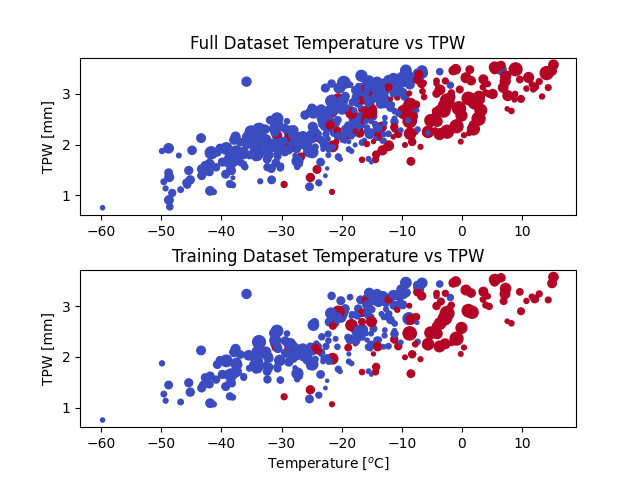 Full Dataset Temperature vs TPW
TPW [mm]
3
2
1
−60 −50 −40 −30 −20 −10 0 10
Training Dataset Temperature vs TPW
TPW [mm]
3
2
1
−60 −50 −40 −30 −20 −10 0 10
Temperature [°C]